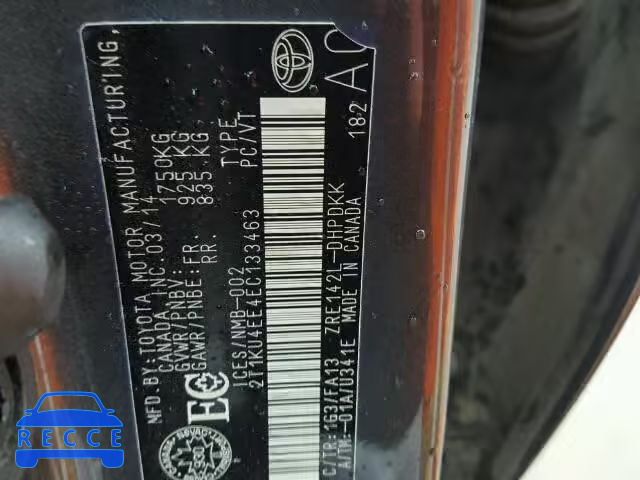 MFD.BY:TOYOTA MOTOR MANUFACTURING,
CANADA INC. 03/14
GVWR/PNBV: 1750KG
GAWR/PNBE:FR. 925 KG
RR. 835 KG
ICES/NMB-002 TYPE
2T1KU4EE4EC133463 PC/VT
C/TR:1G3/FA13 ZRE142L-DHPDKK
A/TM:-01A/U341E MADE IN CANADA
182
AO
EC
RECCE